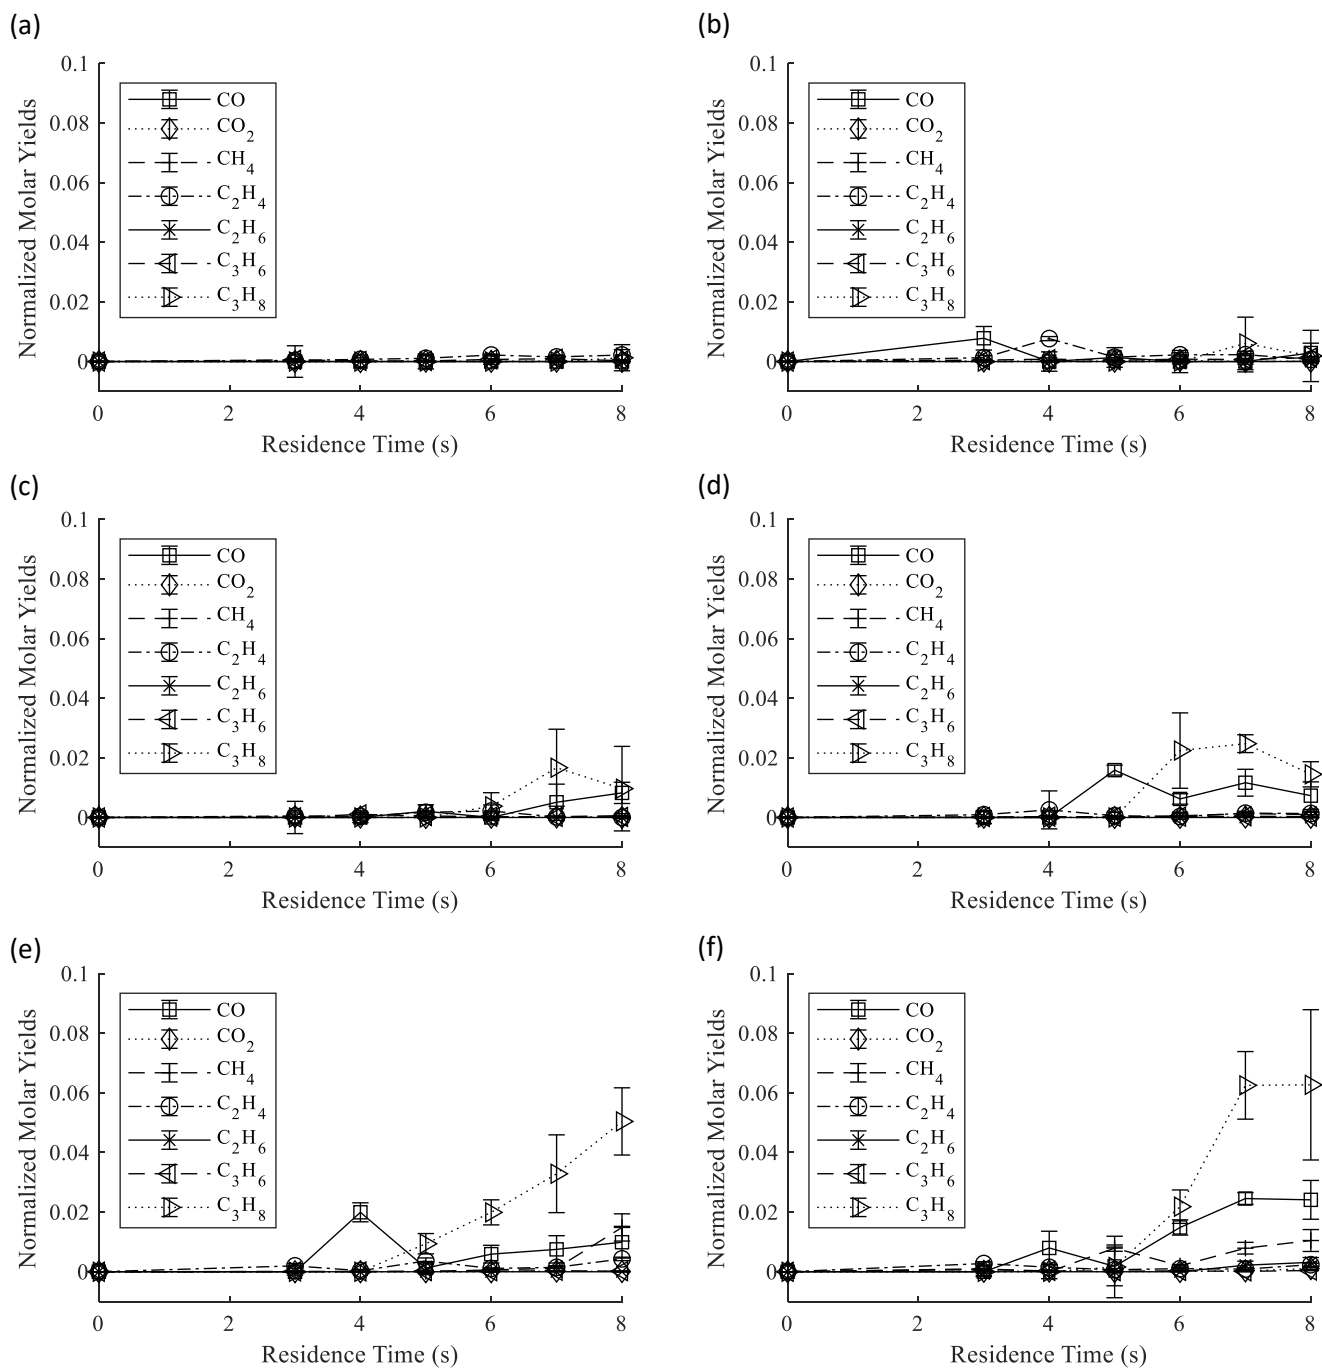 (a)
(b)
Normalized Molar Yields
0.1
0.08
0.06
0.04
0.02
0
CO
CO2
CH4
C2H4
C2H6
C3H6
C3H8
0 2 4 6 8
Residence Time (s)
Normalized Molar Yields
0.1
0.08
0.06
0.04
0.02
0
CO
CO2
CH4
C2H4
C2H6
C3H6
C3H8
0 2 4 6 8
Residence Time (s)
(c)
(d)
Normalized Molar Yields
0.1
0.08
0.06
0.04
0.02
0
CO
CO2
CH4
C2H4
C2H6
C3H6
C3H8
0 2 4 6 8
Residence Time (s)
Normalized Molar Yields
0.1
0.08
0.06
0.04
0.02
0
CO
CO2
CH4
C2H4
C2H6
C3H6
C3H8
0 2 4 6 8
Residence Time (s)
(e)
(f)
Normalized Molar Yields
0.1
0.08
0.06
0.04
0.02
0
CO
CO2
CH4
C2H4
C2H6
C3H6
C3H8
0 2 4 6 8
Residence Time (s)
Normalized Molar Yields
0.1
0.08
0.06
0.04
0.02
0
CO
CO2
CH4
C2H4
C2H6
C3H6
C3H8
0 2 4 6 8
Residence Time (s)